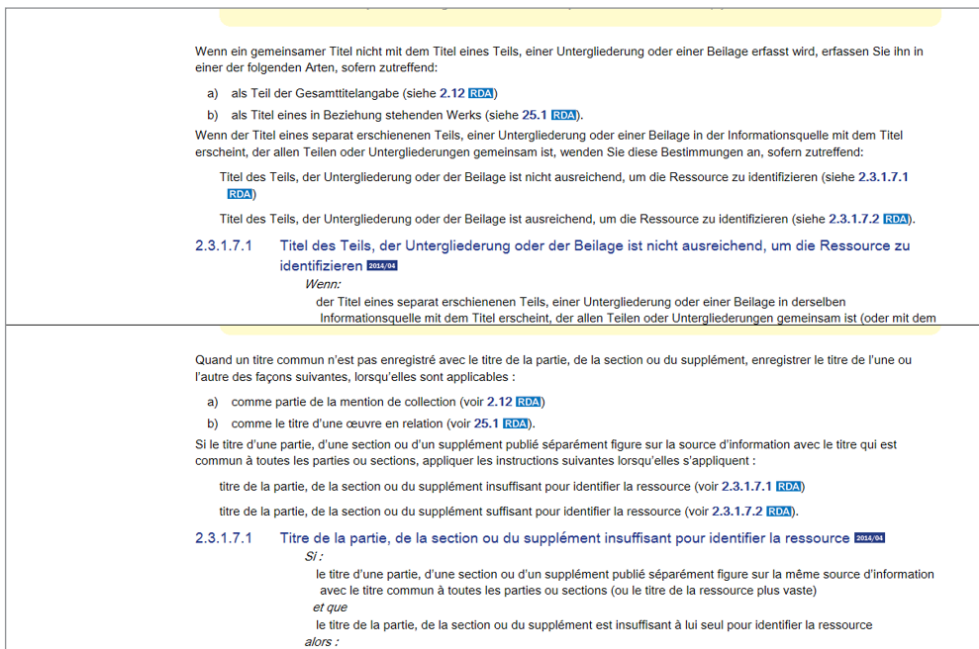 Wenn ein gemeinsamer Titel nicht mit dem Titel eines Teils, einer Untergliederung oder einer Beilage erfasst wird, erfassen Sie ihn in
einer der folgenden Arten, sofern zutreffend:
a) als Teil der Gesamttitelangabe (siehe 2.12 RDA)
b) als Titel eines in Beziehung stehenden Werks (siehe 25.1 RDA).
Wenn der Titel eines separat erschienenen Teils, einer Untergliederung oder einer Beilage in der Informationsquelle mit dem Titel
erscheint, der allen Teilen oder Untergliederungen gemeinsam ist, wenden Sie diese Bestimmungen an, sofern zutreffend:
Titel des Teils, der Untergliederung oder der Beilage ist nicht ausreichend, um die Ressource zu identifizieren (siehe 2.3.1.7.1
RDA)
Titel des Teils, der Untergliederung oder der Beilage ist ausreichend, um die Ressource zu identifizieren (siehe 2.3.1.7.2 RDA).
2.3.1.7.1 Titel des Teils, der Untergliederung oder der Beilage ist nicht ausreichend, um die Ressource zu
identifizieren 2014/04
Wenn:
der Titel eines separat erschienenen Teils, einer Untergliederung oder einer Beilage in derselben
Informationsquelle mit dem Titel erscheint, der allen Teilen oder Untergliederungen gemeinsam ist (oder mit dem
Quand un titre commun n'est pas enregistré avec le titre de la partie, de la section ou du supplément, enregistrer le titre de l'une ou
l'autre des façons suivantes, lorsqu'elles sont applicables :
a) comme partie de la mention de collection (voir 2.12 RDA)
b) comme le titre d'une œuvre en relation (voir 25.1 RDA).
Si le titre d'une partie, d'une section ou d'un supplément publié séparément figure sur la source d'information avec le titre qui est
commun à toutes les parties ou sections, appliquer les instructions suivantes lorsqu'elles s'appliquent :
titre de la partie, de la section ou du supplément insuffisant pour identifier la ressource (voir 2.3.1.7.1 RDA)
titre de la partie, de la section ou du supplément suffisant pour identifier la ressource (voir 2.3.1.7.2 RDA).
2.3.1.7.1 Titre de la partie, de la section ou du supplément insuffisant pour identifier la ressource 2014/04
Si :
le titre d'une partie, d'une section ou d'un supplément publié séparément figure sur la même source d'information
avec le titre commun à toutes les parties ou sections (ou le titre de la ressource plus vaste)
et que
le titre de la partie, de la section ou du supplément est insuffisant à lui seul pour identifier la ressource
alors :